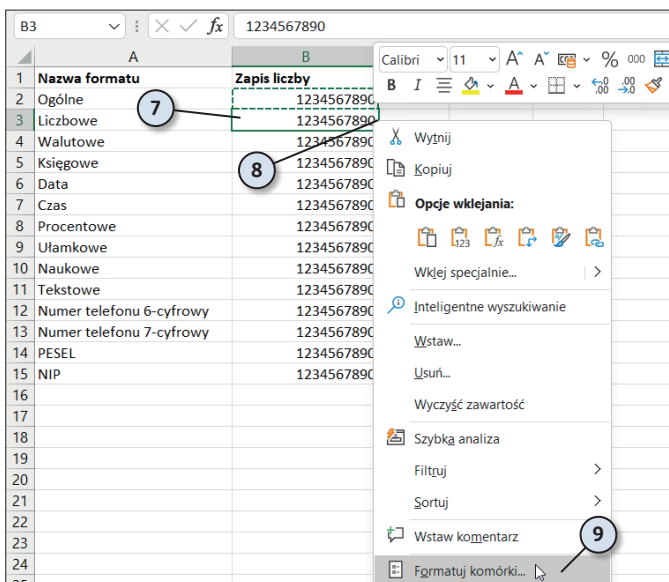 B3 fx 1234567890
Calibri 11 A A % 000
B I A
A B
1 Nazwa formatu Zapis liczby
2 Ogólne 1234567890
3 Liczbowe 1234567890
4 Walutowe 1234567890
5 Księgowe 1234567890
6 Data 1234567890
7 Czas 1234567890
8 Procentowe 1234567890
9 Ułamkowe 1234567890
10 Naukowe 1234567890
11 Tekstowe 1234567890
12 Numer telefonu 6-cyfrowy 1234567890
13 Numer telefonu 7-cyfrowy 1234567890
14 PESEL 1234567890
15 NIP 1234567890
16
17
18
19
20
21
22
23
24
7
8
Wytnij
Kopiuj
Opcje wklejania:
123 fx
Wklej specjalnie...
Inteligentne wyszukiwanie
Wstaw...
Usuń...
Wyczyść zawartość
Szybka analiza
Filtruj
Sortuj
Wstaw komentarz
9
Formatuj komórki...